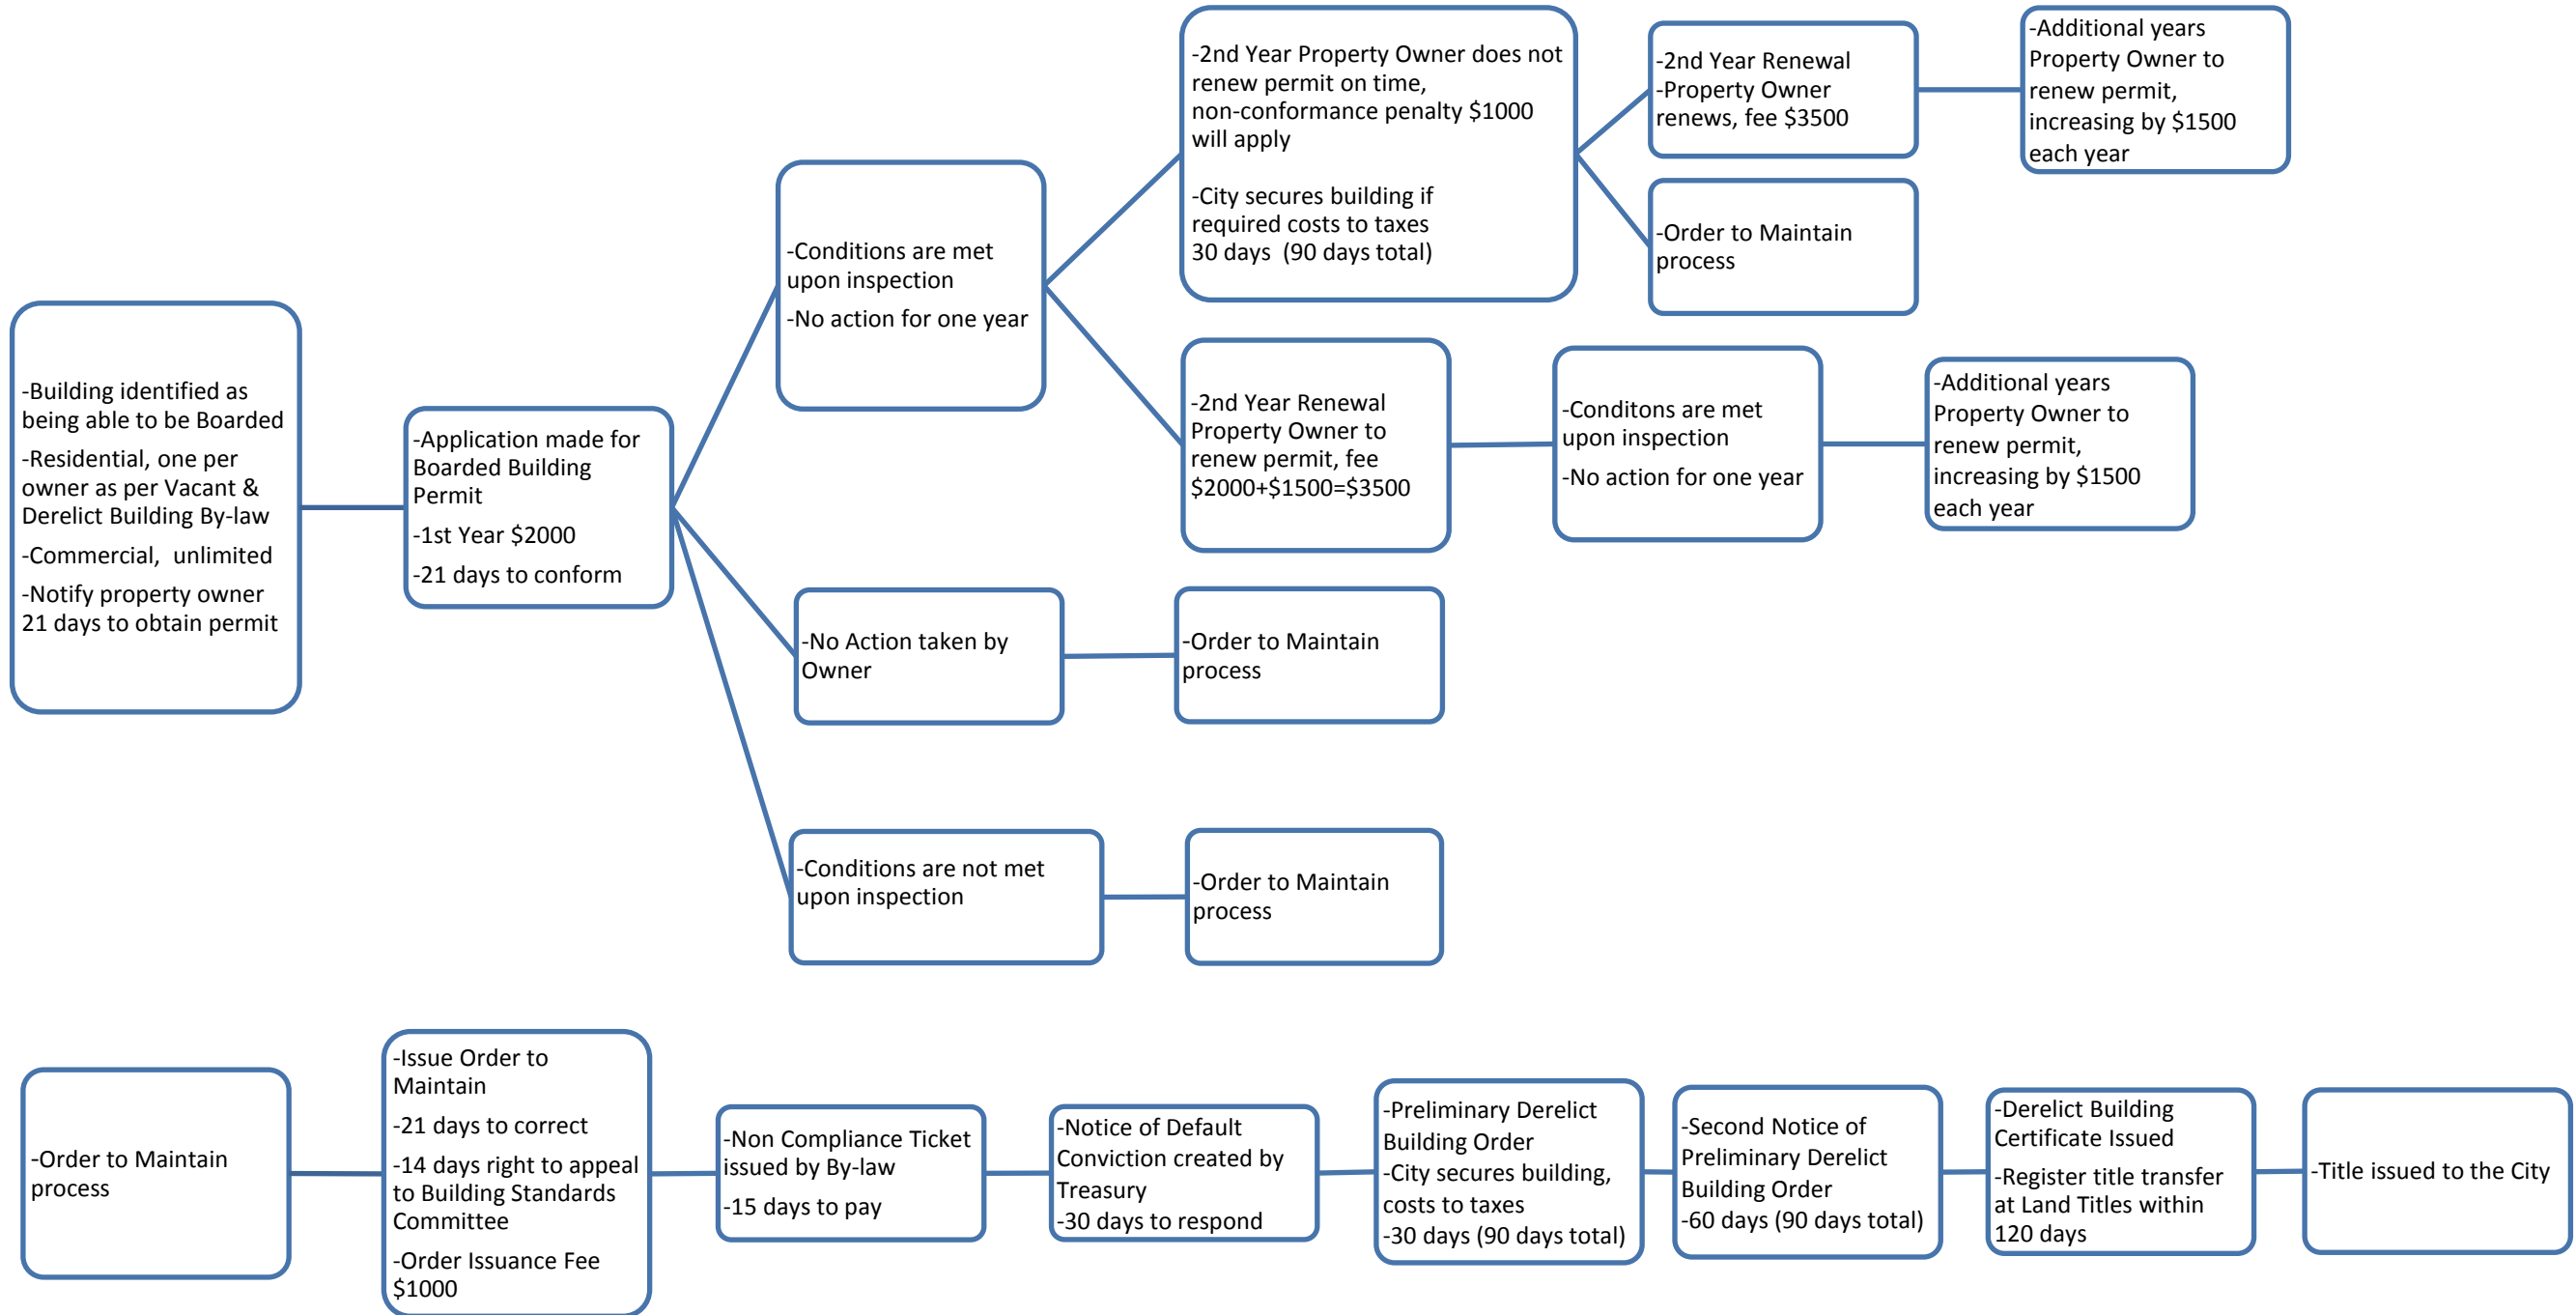 -Building identified as
being able to be Boarded
-Residential, one per
owner as per Vacant &
Derelict Building By-law
-Commercial,  unlimited
-Notify property owner
21 days to obtain permit
-Application made for
Boarded Building
Permit
-1st Year $2000
-21 days to conform
-Conditions are met
upon inspection
-No action for one year
-2nd Year Property Owner does not
renew permit on time,
non-conformance penalty $1000
will apply
-City secures building if
required costs to taxes
30 days  (90 days total)
-2nd Year Renewal
-Property Owner
renews, fee $3500
-Additional years
Property Owner to
renew permit,
increasing by $1500
each year
-Order to Maintain
process
-2nd Year Renewal
Property Owner to
renew permit, fee
$2000+$1500=$3500
-Conditons are met
upon inspection
-No action for one year
-Additional years
Property Owner to
renew permit,
increasing by $1500
each year
-No Action taken by
Owner
-Order to Maintain
process
-Conditions are not met
upon inspection
-Order to Maintain
process
-Order to Maintain
process
-Issue Order to
Maintain
-21 days to correct
-14 days right to appeal
to Building Standards
Committee
-Order Issuance Fee
$1000
-Non Compliance Ticket
issued by By-law
-15 days to pay
-Notice of Default
Conviction created by
Treasury
-30 days to respond
-Preliminary Derelict
Building Order
-City secures building,
costs to taxes
-30 days (90 days total)
-Second Notice of
Preliminary Derelict
Building Order
-60 days (90 days total)
-Derelict Building
Certificate Issued
-Register title transfer
at Land Titles within
120 days
-Title issued to the City